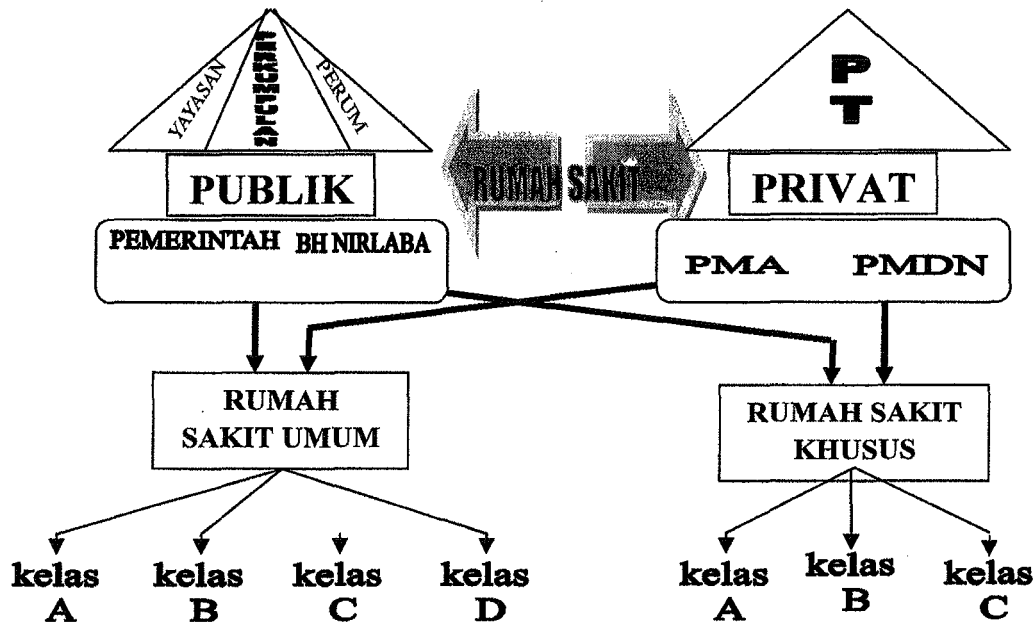 YAYASAN
PERUM
P
T
RUMAH SAKIT
PUBLIK
PRIVAT
PEMERINTAH BH NIRLABA
PMA PMDN
RUMAH
SAKIT UMUM
RUMAH SAKIT
KHUSUS
kelas
A
kelas
B
kelas
C
kelas
D
kelas
A
kelas
B
kelas
C